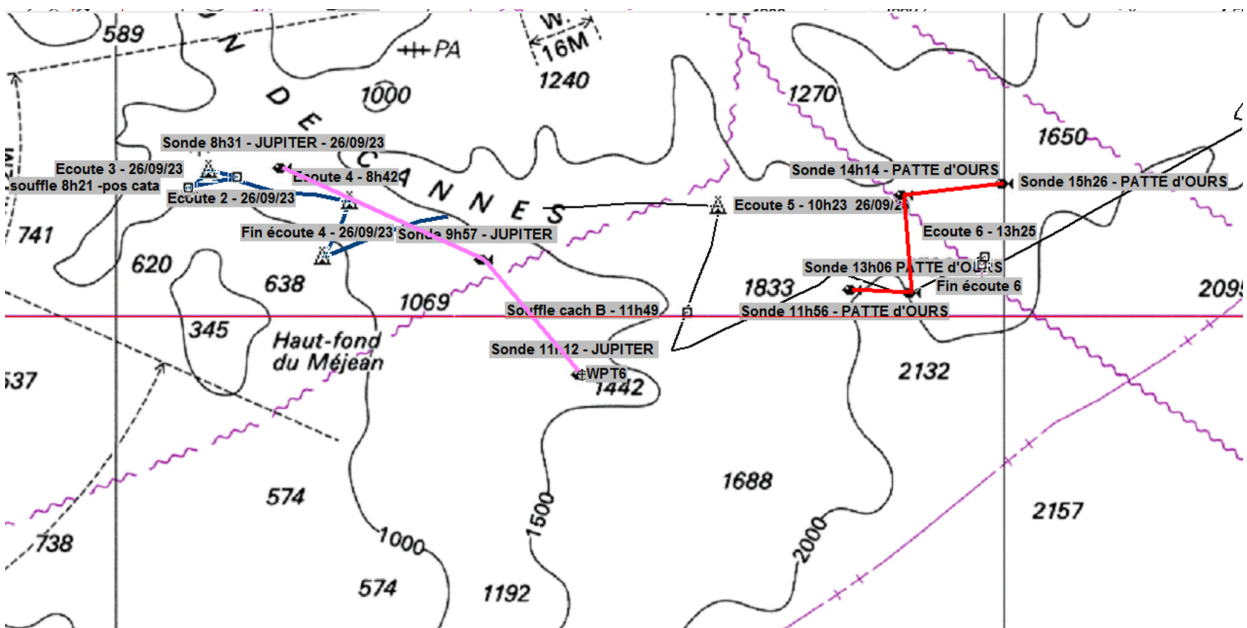 589
W.
16M
PA
1240
N
DE CANNES
1000
1270
1650
Sonde 8h31 - JUPITER - 26/09/23
Ecoute 3 - 26/09/23
souffle 8h21 -pos cata
Ecoute 2 - 26/09/23
Ecoute 4 - 8h42
Sonde 14h14 - PATTE d'OURS
Sonde 15h26 - PATTE d'OURS
Ecoute 5 - 10h23 26/09/2
741
Fin écoute 4 - 26/09/23
Sonde 9h57 - JUPITER
Ecoute 6 - 13h25
620
638
Sonde 13h06 PATTE d'OURS
1069
1833
Fin écoute 6
2095
Souffle cach B - 11h49
Sonde 11h56 - PATTE d'OURS
345
Haut-fond
du Méjean
Sonde 11h12 - JUPITER
WPT6
1442
2132
537
574
1688
1500
2157
738
1000
2000
574
1192